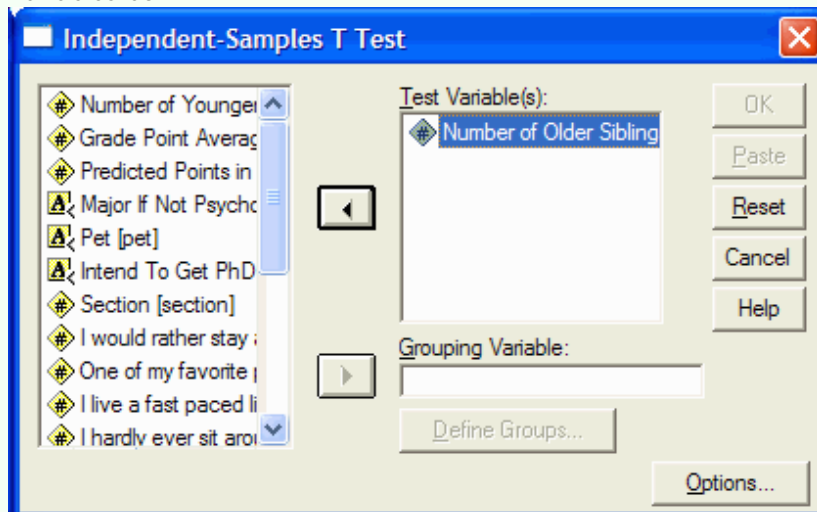 Independent-Samples T Test
Number of Younger
Grade Point Averag
Predicted Points in
Major If Not Psycho
Pet [pet]
Intend To Get PhD
Section [section]
I would rather stay
One of my favorite
I live a fast paced li
I hardly ever sit arou
Test Variable(s):
Number of Older Sibling
Grouping Variable:
Define Groups...
OK
Paste
Reset
Cancel
Help
Options...